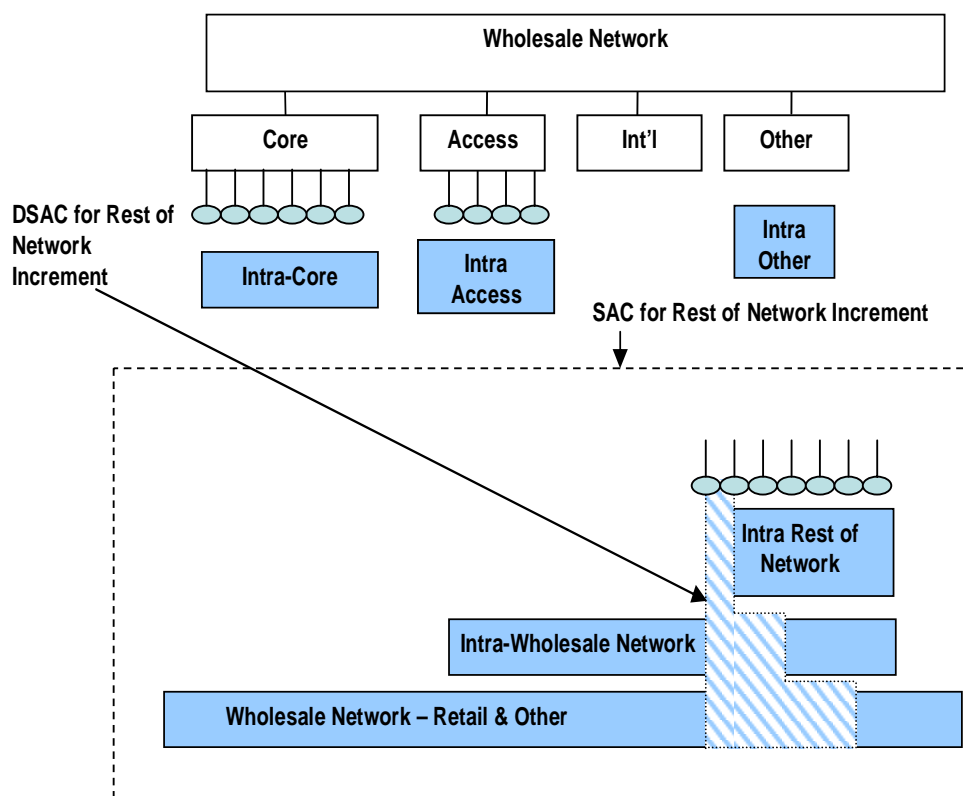 Wholesale Network
Core
Access
Int'l
Other
DSAC for Rest of
Network
Increment
Intra-Core
Intra
Access
Intra
Other
SAC for Rest of Network Increment
Intra Rest of
Network
Intra-Wholesale Network
Wholesale Network – Retail & Other